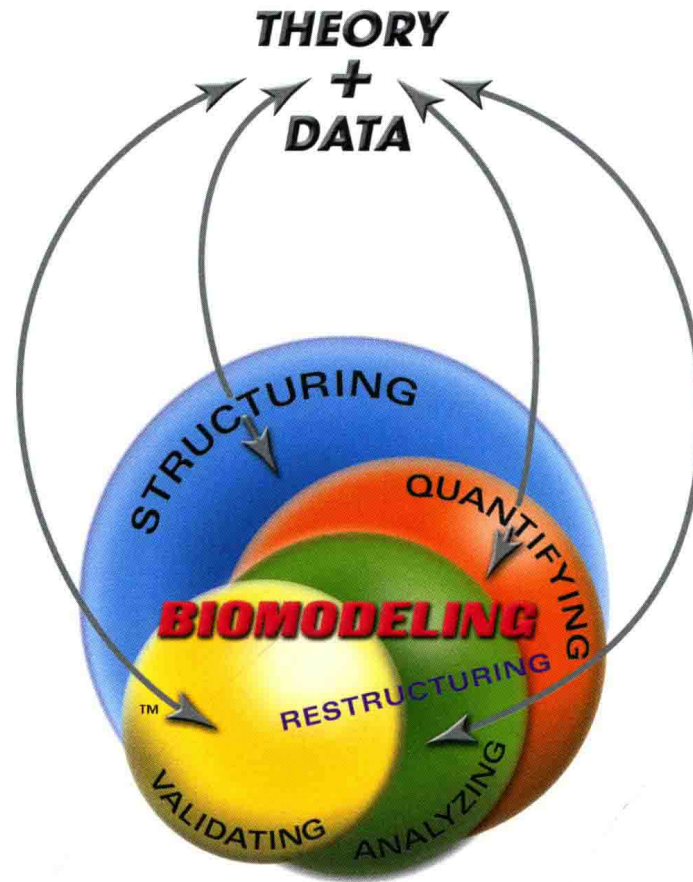 THEORY
+
DATA
STRUCTURING
QUANTIFYING
BIOMODELING
RESTRUCTURING
TM
VALIDATING
ANALYZING